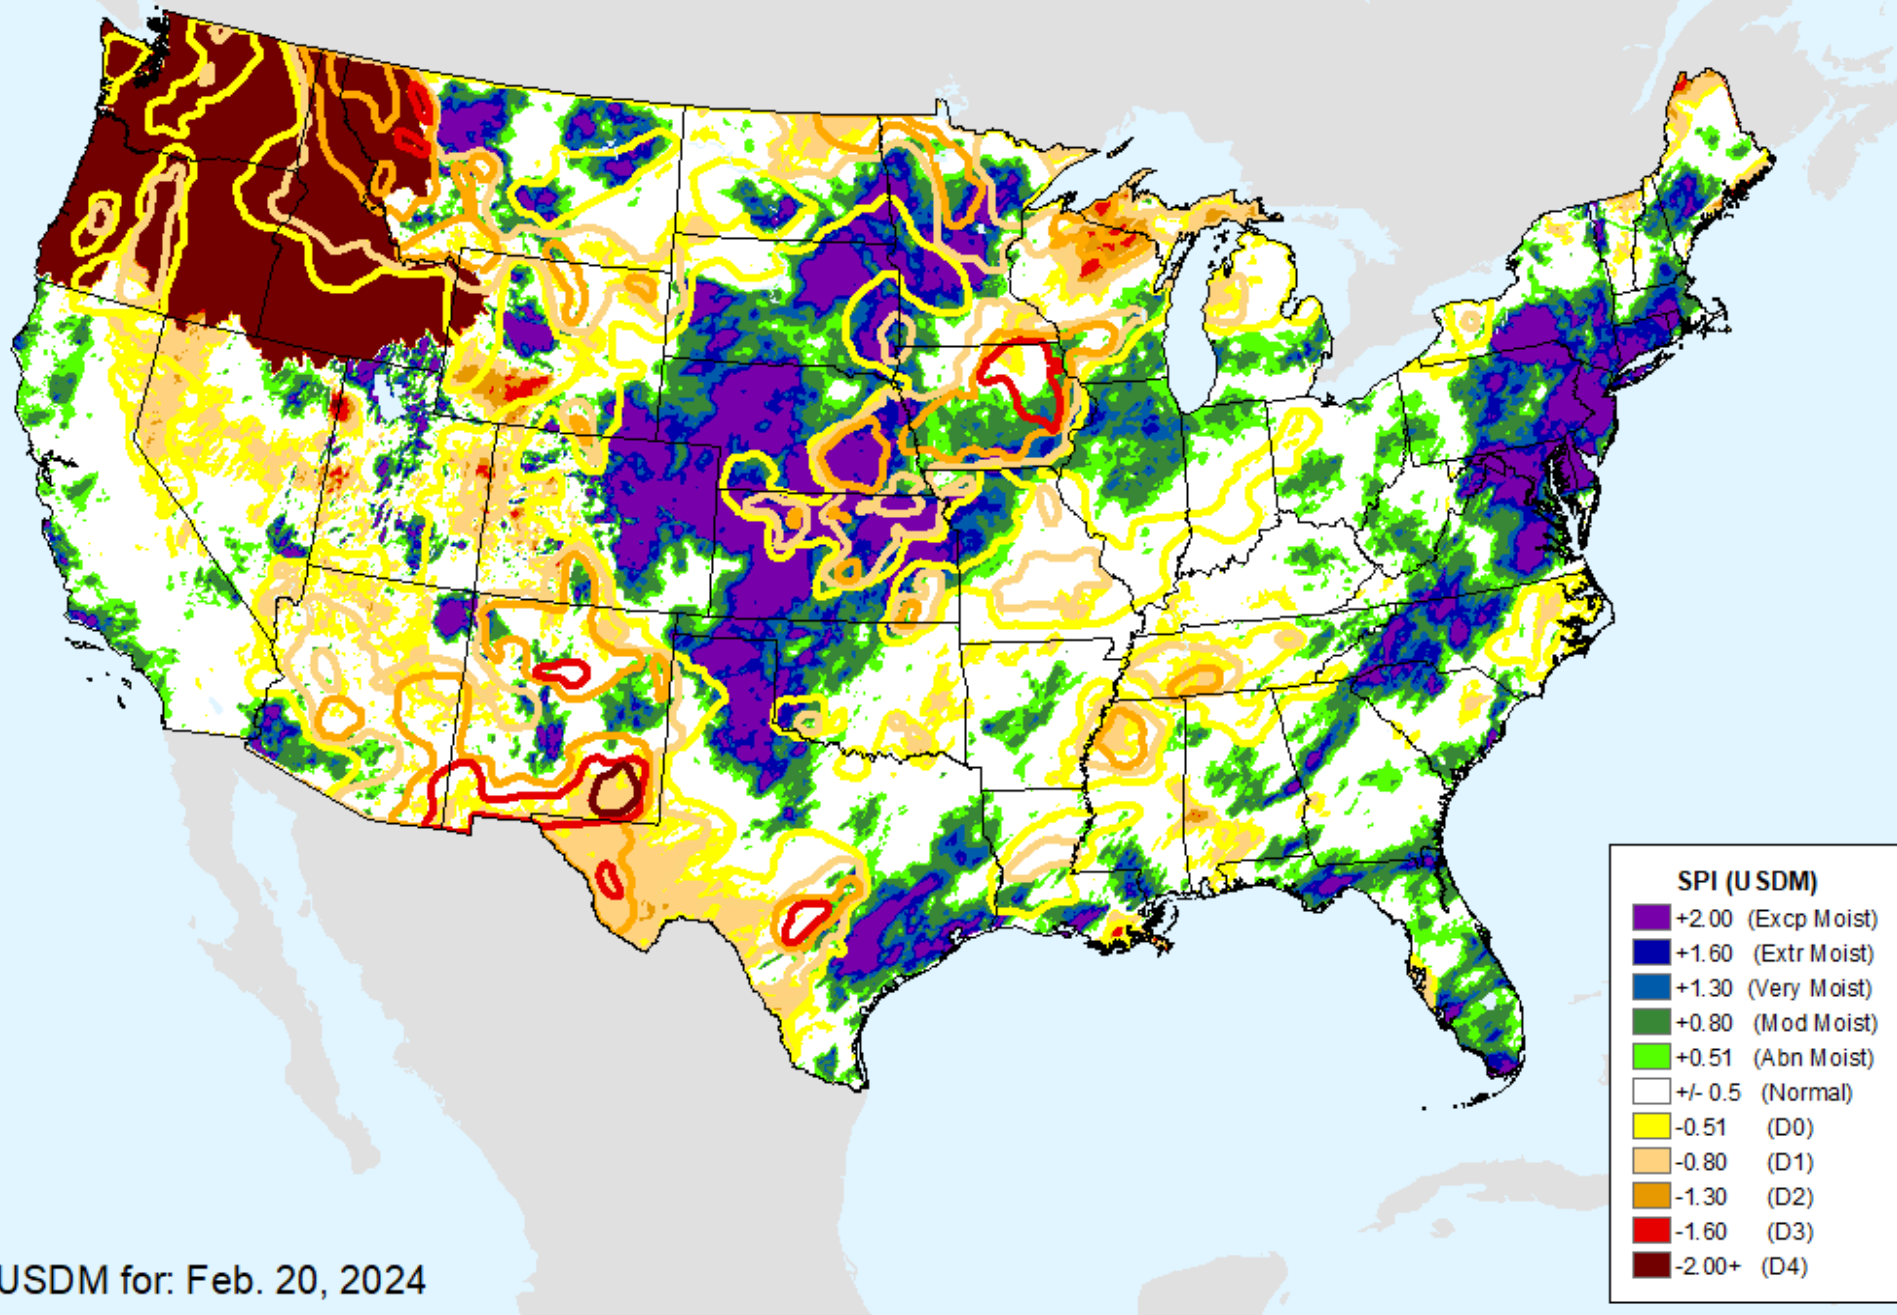 SPI (USDM)
+2.00 (Excp Moist)
+1.60 (Extr Moist)
+1.30 (Very Moist)
+0.80 (Mod Moist)
+0.51 (Abn Moist)
+/- 0.5 (Normal)
-0.51 (D0)
-0.80 (D1)
-1.30 (D2)
-1.60 (D3)
-2.00+ (D4)
USDM for: Feb. 20, 2024